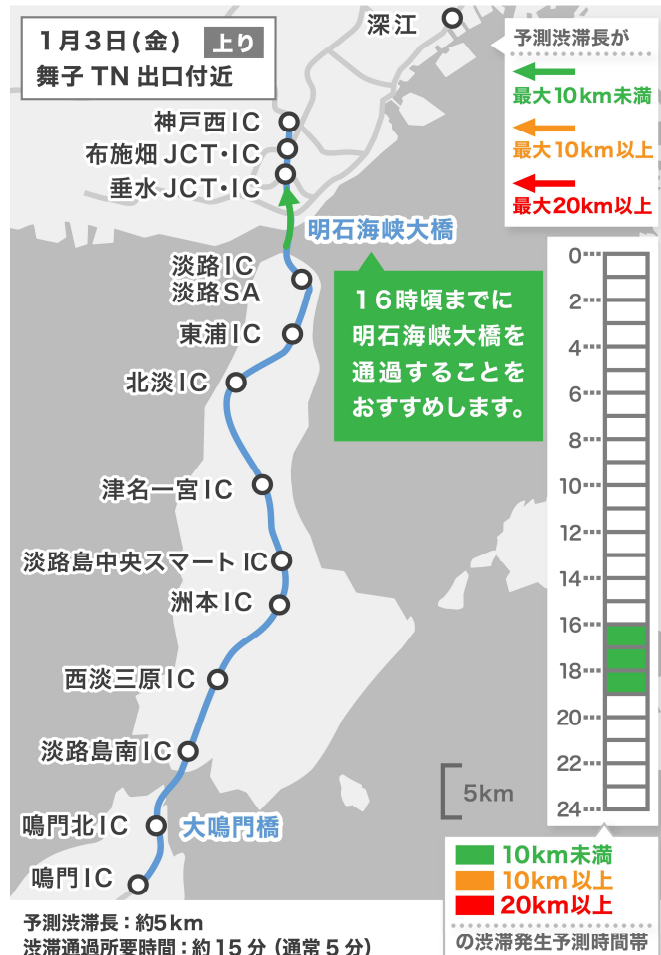 1月3日(金) 上り
舞子TN出口付近
深江
予測渋滞長が
最大10km未満
最大10km以上
最大20km以上
神戸西IC
布施畑JCT・IC
垂水JCT・IC
明石海峡大橋
淡路IC
淡路SA
東浦IC
北淡IC
津名一宮IC
淡路島中央スマートIC
洲本IC
西淡三原IC
淡路島南IC
鳴門北IC
大鳴門橋
鳴門IC
16時頃までに
明石海峡大橋を
通過することを
おすすめします。
0
2
4
6
8
10
12
14
16
18
20
22
24
5km
10km未満
10km以上
20km以上
の渋滞発生予測時間帯
予測渋滞長：約5km
渋滞通過所要時間：約15分（通常5分）